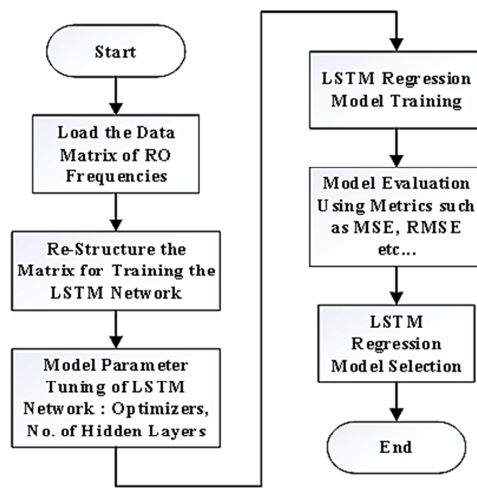 Start
Load the Data
Matrix of RO
Frequencies
Re-Structure the
Matrix for Training the
LSTM Network
Model Parameter
Tuning of LSTM
Network : Optimizers,
No. of Hidden Layers
LSTM Regression
Model Training
Model Evaluation
Using Metrics such
as MSE, RMSE
etc...
LSTM
Regression
Model Selection
End